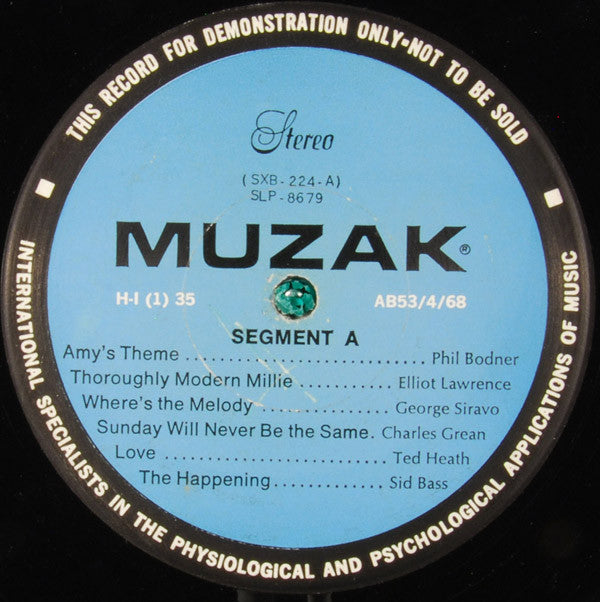 THIS RECORD FOR DEMONSTRATION ONLY•NOT TO BE SOLD
Stereo
(SXB-224-A)
SLP-8679
MUZAK®
H-I (1) 35 AB53/4/68
SEGMENT A
Amy's Theme ............................ Phil Bodner
Thoroughly Modern Millie ........... Elliot Lawrence
Where's the Melody ................. George Siravo
Sunday Will Never Be the Same. Charles Grean
Love .......................... Ted Heath
The Happening ............. Sid Bass
INTERNATIONAL SPECIALISTS IN THE PHYSIOLOGICAL AND PSYCHOLOGICAL APPLICATIONS OF MUSIC